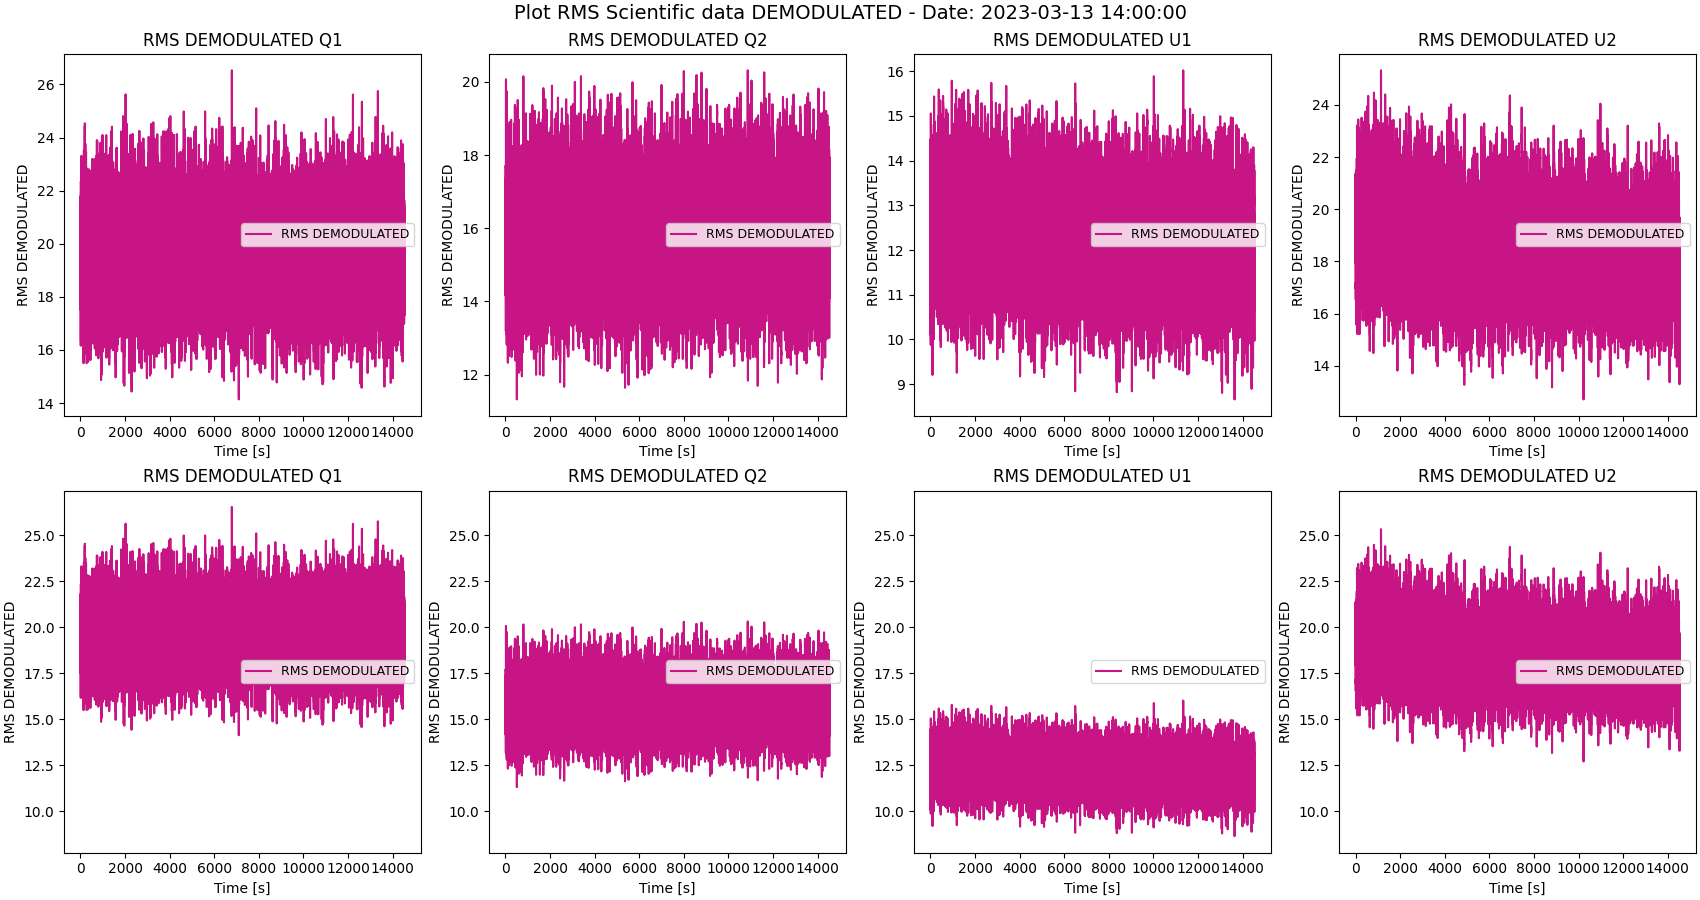 Plot RMS Scientific data DEMODULATED - Date: 2023-03-13 14:00:00
RMS DEMODULATED Q1
RMS DEMODULATED
26
24
22
20
18
16
14
RMS DEMODULATED
0 2000 4000 6000 8000 10000 12000 14000
Time [s]
RMS DEMODULATED Q2
RMS DEMODULATED
20
18
16
14
12
RMS DEMODULATED
0 2000 4000 6000 8000 10000 12000 14000
Time [s]
RMS DEMODULATED U1
RMS DEMODULATED
16
15
14
13
12
11
10
9
RMS DEMODULATED
0 2000 4000 6000 8000 10000 12000 14000
Time [s]
RMS DEMODULATED U2
RMS DEMODULATED
24
22
20
18
16
14
RMS DEMODULATED
0 2000 4000 6000 8000 10000 12000 14000
Time [s]
RMS DEMODULATED Q1
RMS DEMODULATED
25.0
22.5
20.0
17.5
15.0
12.5
10.0
RMS DEMODULATED
0 2000 4000 6000 8000 10000 12000 14000
Time [s]
RMS DEMODULATED Q2
RMS DEMODULATED
25.0
22.5
20.0
17.5
15.0
12.5
10.0
RMS DEMODULATED
0 2000 4000 6000 8000 10000 12000 14000
Time [s]
RMS DEMODULATED U1
RMS DEMODULATED
25.0
22.5
20.0
17.5
15.0
12.5
10.0
RMS DEMODULATED
0 2000 4000 6000 8000 10000 12000 14000
Time [s]
RMS DEMODULATED U2
RMS DEMODULATED
25.0
22.5
20.0
17.5
15.0
12.5
10.0
RMS DEMODULATED
0 2000 4000 6000 8000 10000 12000 14000
Time [s]